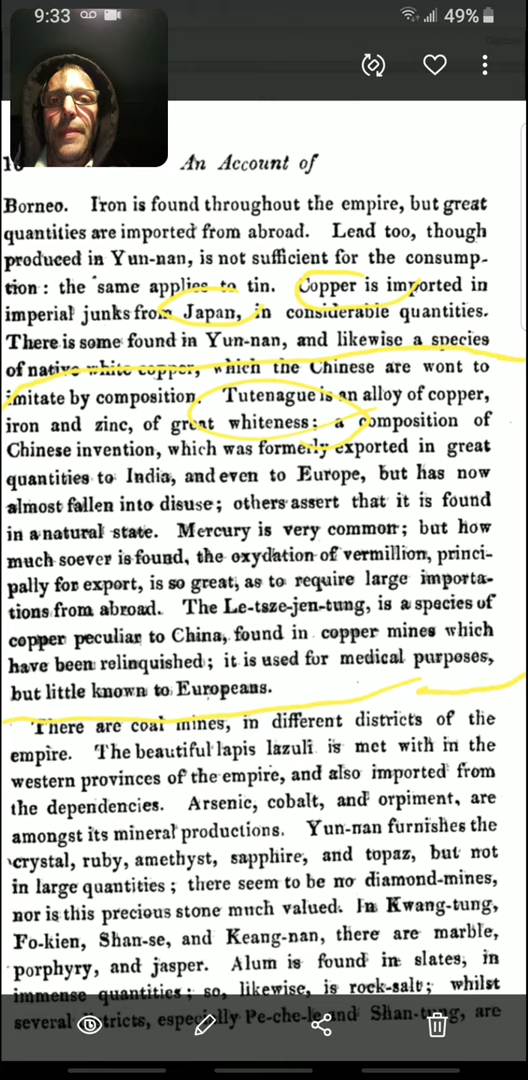 9:33
49%
An Account of
Borneo. Iron is found throughout the empire, but great
quantities are imported from abroad. Lead too, though
produced in Yun-nan, is not sufficient for the consump-
tion: the same applies to tin. Copper is imported in
imperial junks from Japan, in considerable quantities.
There is some found in Yun-nan, and likewise a species
of native white copper, which the Chinese are wont to
imitate by composition. Tutenague is an alloy of copper,
iron and zinc, of great whiteness: a composition of
Chinese invention, which was formerly exported in great
quantities to India, and even to Europe, but has now
almost fallen into disuse; others assert that it is found
in a natural state. Mercury is very common; but how
much soever is found, the oxydation of vermillion, princi-
pally for export, is so great, as to require large importa-
tions from abroad. The Le-tsze-jen-tung, is a species of
copper peculiar to China, found in copper mines which
have been relinquished; it is used for medical purposes,
but little known to Europeans.
There are coal mines, in different districts of the
empire. The beautiful lapis lazuli is met with in the
western provinces of the empire, and also imported from
the dependencies. Arsenic, cobalt, and orpiment, are
amongst its mineral productions. Yun-nan furnishes the
crystal, ruby, amethyst, sapphire, and topaz, but not
in large quantities; there seem to be no diamond-mines,
nor is this precious stone much valued. In Kwang-tung,
Fo-kien, Shan-se, and Keang-nan, there are marble,
porphyry, and jasper. Alum is found in slates, in
immense quantities; so, likewise, is rock-salt; whilst
several districts, especially Pe-che-le and Shan-tung, are